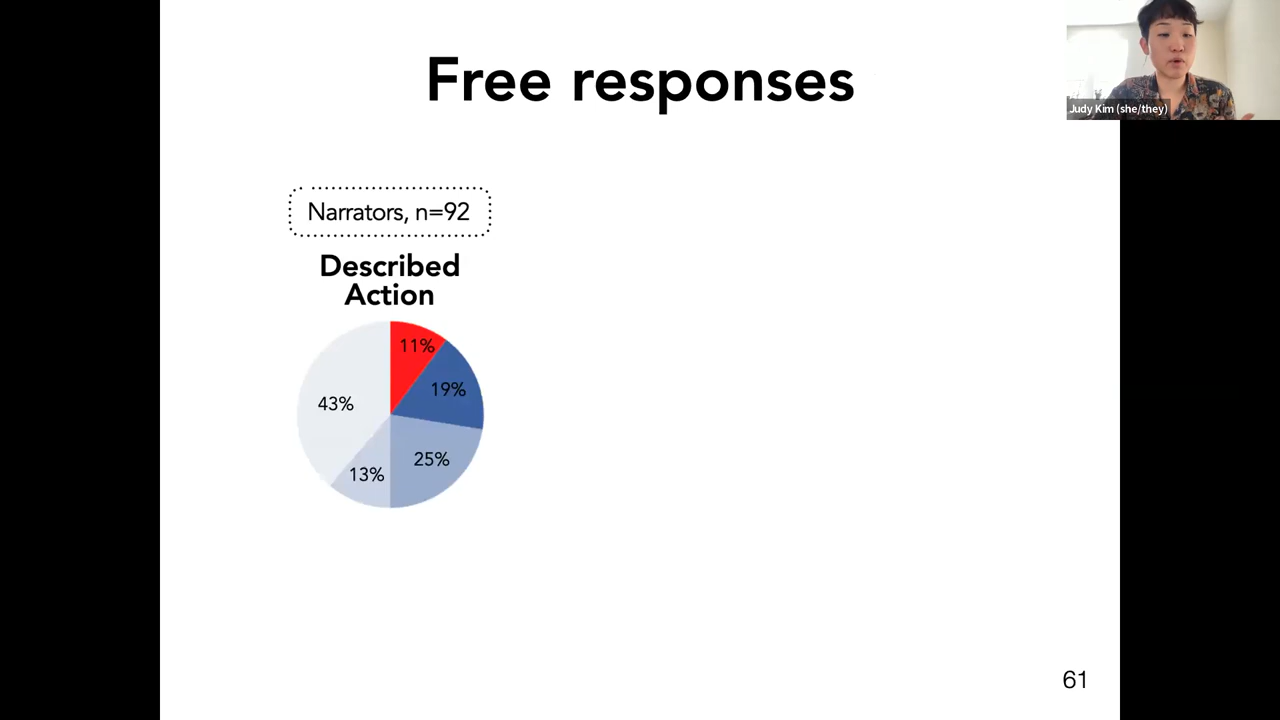 Free responses
Judy Kim (she/they)
Narrators, n=92
Described
Action
11%
19%
43%
25%
13%
61